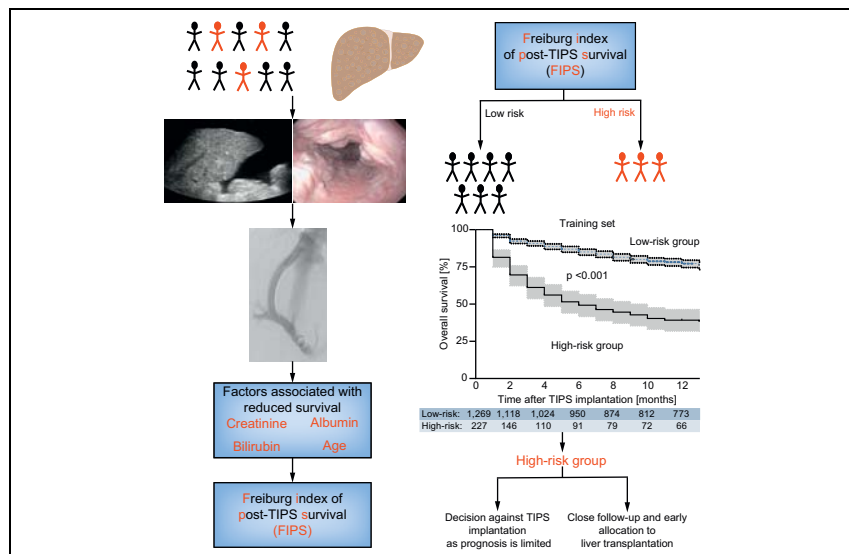 Factors associated with
reduced survival
Creatinine Albumin
Bilirubin Age
Freiburg index of
post-TIPS survival
(FIPS)
Freiburg index
of post-TIPS survival
(FIPS)
Low risk
High risk
Training set
Low-risk group
p <0.001
High-risk group
Overall survival [%]
100
75
50
25
0
0 2 4 6 8 10 12
Time after TIPS implantation [months]
Low-risk: 1,269 1,118 1,024 950 874 812 773
High-risk: 227 146 110 91 79 72 66
High-risk group
Decision against TIPS
implantation
as prognosis is limited
Close follow-up and early
allocation to
liver transplantation